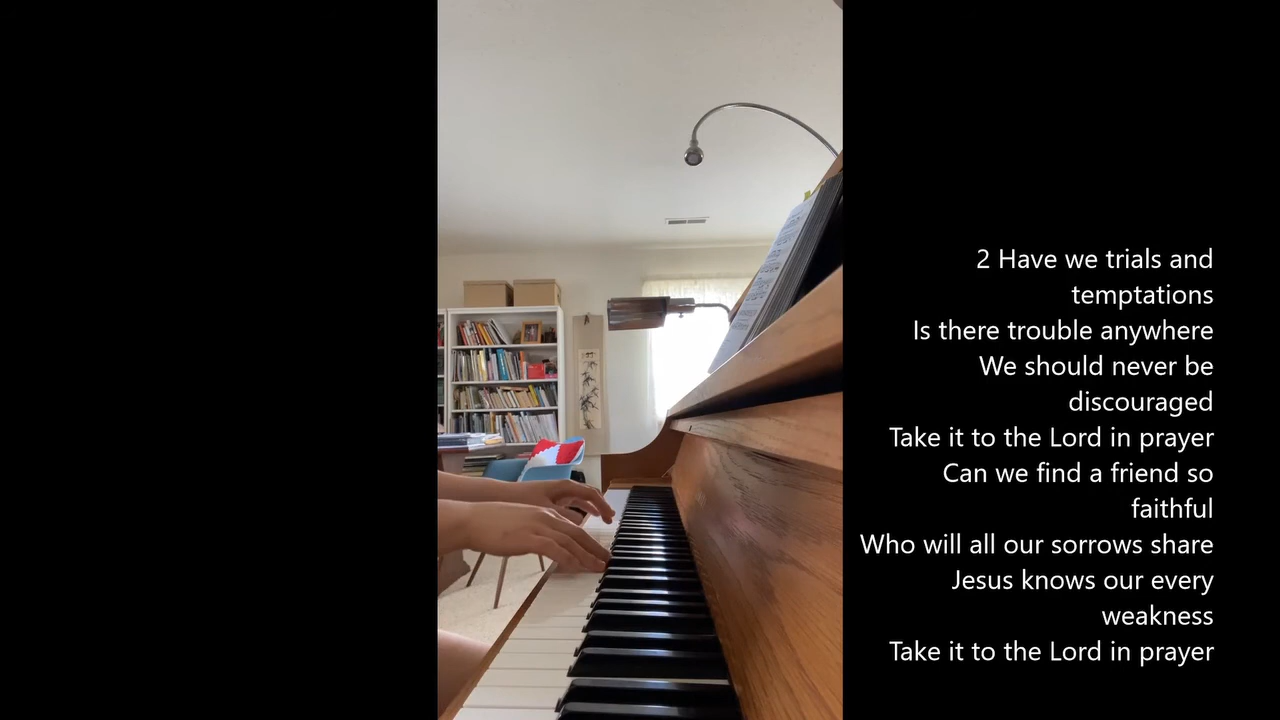 2 Have we trials and
temptations
Is there trouble anywhere
We should never be
discouraged
Take it to the Lord in prayer
Can we find a friend so
faithful
Who will all our sorrows share
Jesus knows our every
weakness
Take it to the Lord in prayer